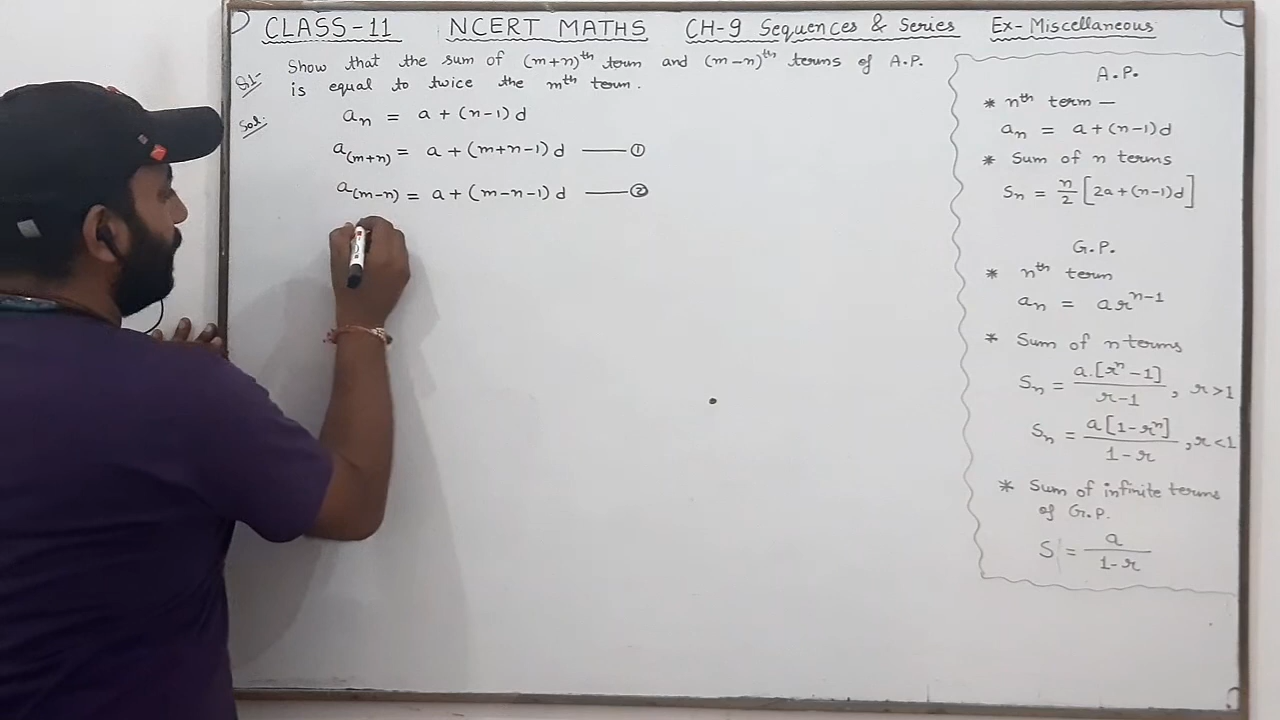 CLASS-11 NCERT MATHS CH-9 Sequences & Series Ex- Miscellaneous
Q1. Show that the sum of (m+n)ᵗʰ term and (m-n)ᵗʰ terms of A.P.
is equal to twice the mᵗʰ term.
Sol: aₙ = a + (n-1)d
a₍ₘ₊ₙ₎ = a + (m+n-1)d —— ①
a₍ₘ₋ₙ₎ = a + (m-n-1)d —— ②
A.P.
* nᵗʰ term —
aₙ = a + (n-1)d
* Sum of n terms
Sₙ = n/2 [2a+(n-1)d]
G.P.
* nᵗʰ term
aₙ = arⁿ⁻¹
* Sum of n terms
Sₙ = a.[rⁿ-1]/r-1, r>1
Sₙ = a[1-rⁿ]/1-r, r<1
* Sum of infinite terms
of G.P.
S = a/1-r